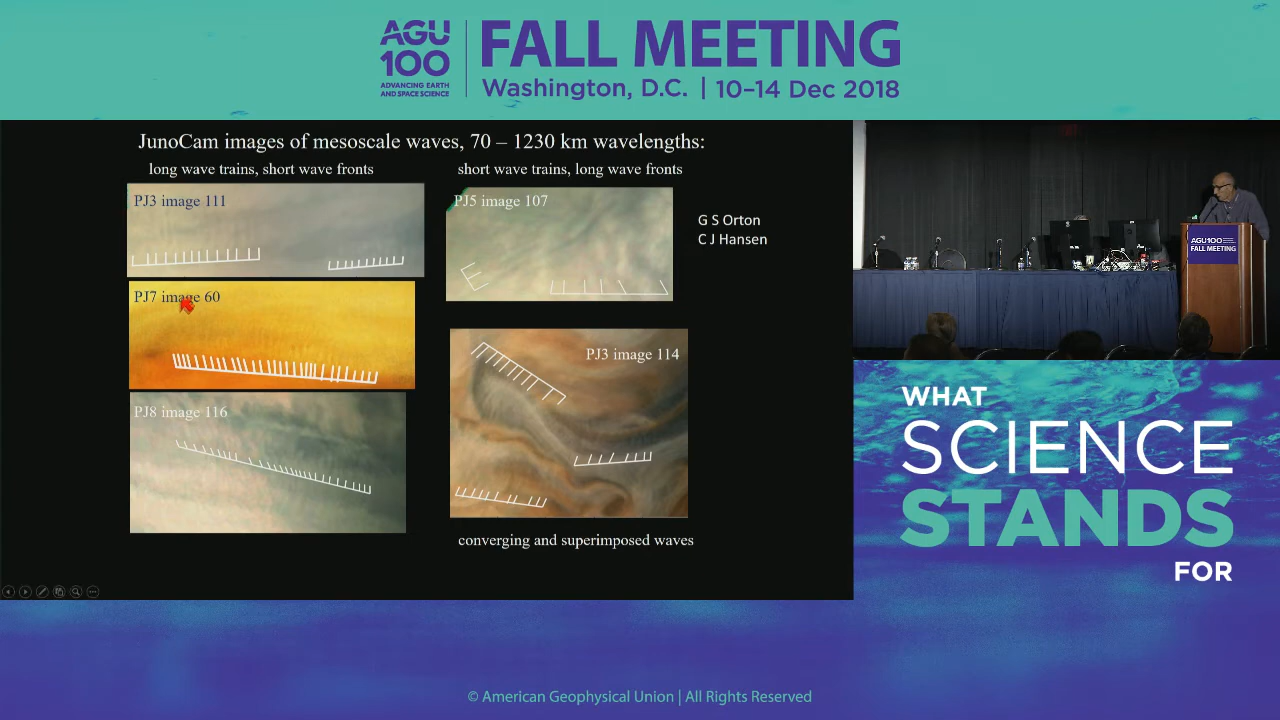 AGU
100
ADVANCING EARTH
AND SPACE SCIENCE
FALL MEETING
Washington, D.C. | 10–14 Dec 2018
JunoCam images of mesoscale waves, 70 – 1230 km wavelengths:
long wave trains, short wave fronts
short wave trains, long wave fronts
PJ3 image 111
PJ5 image 107
G S Orton
C J Hansen
PJ7 image 60
PJ3 image 114
PJ8 image 116
converging and superimposed waves
AGU100
FALL MEETING
WHAT
SCIENCE
STANDS
FOR
© American Geophysical Union | All Rights Reserved